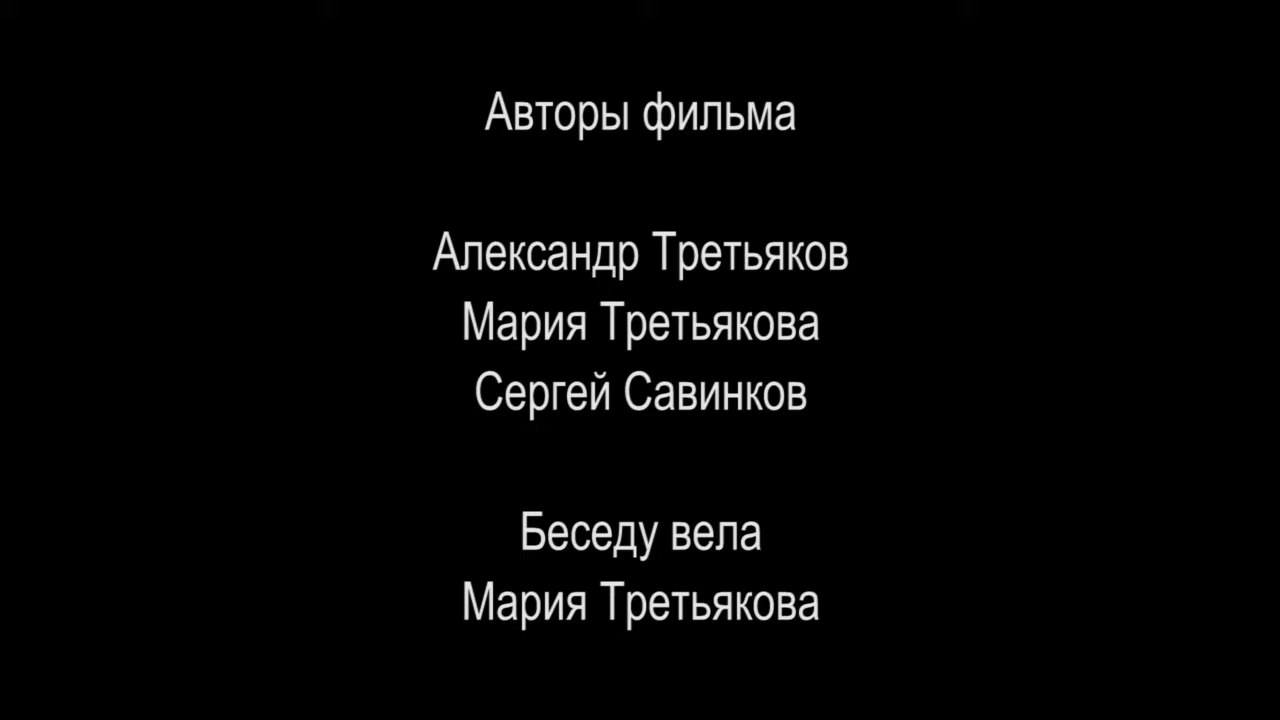 Авторы фильма
Александр Третьяков
Мария Третьякова
Сергей Савинков
Беседу вела
Мария Третьякова